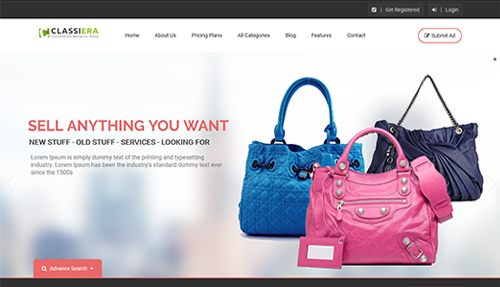 Get Registered | Login
CLASSIERA
Home About Us Pricing Plans All Categories Blog Features Contact Submit Ad
SELL ANYTHING YOU WANT
NEW STUFF - OLD STUFF - SERVICES - LOOKING FOR
Lorem Ipsum is simply dummy text of the printing and typesetting
industry. Lorem Ipsum has been the industry's standard dummy text ever
since the 1500s
Advance Search